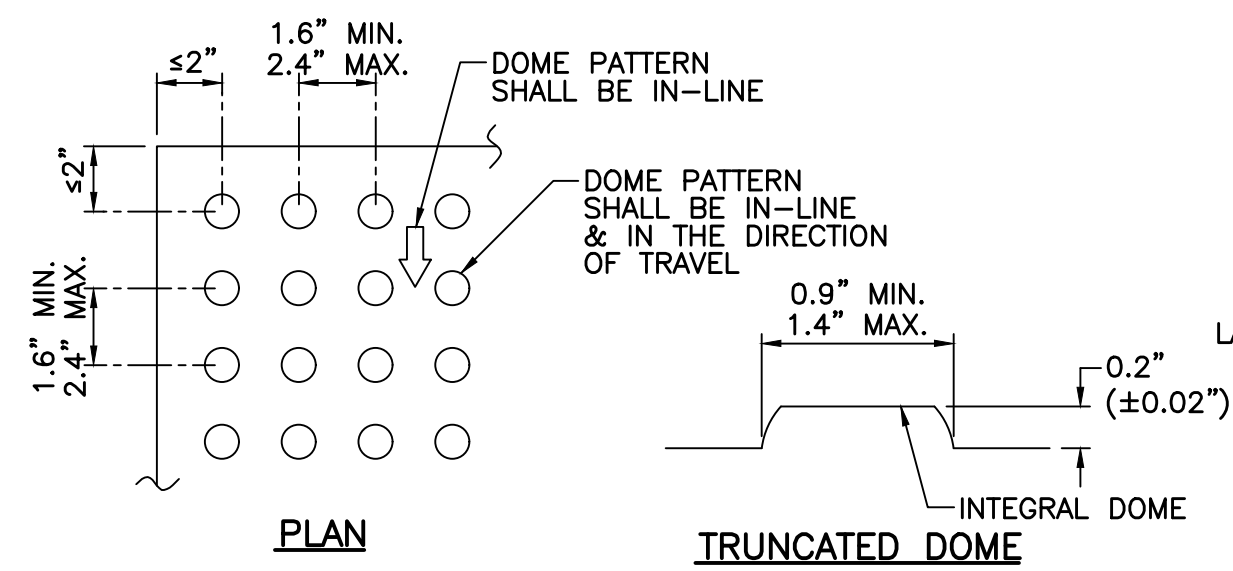 ≤2”
1.6” MIN.
2.4” MAX.
DOME PATTERN
SHALL BE IN-LINE
≤2”
DOME PATTERN
SHALL BE IN-LINE
& IN THE DIRECTION
OF TRAVEL
1.6” MIN.
2.4” MAX.
PLAN
0.9” MIN.
1.4” MAX.
0.2”
(±0.02”)
INTEGRAL DOME
TRUNCATED DOME